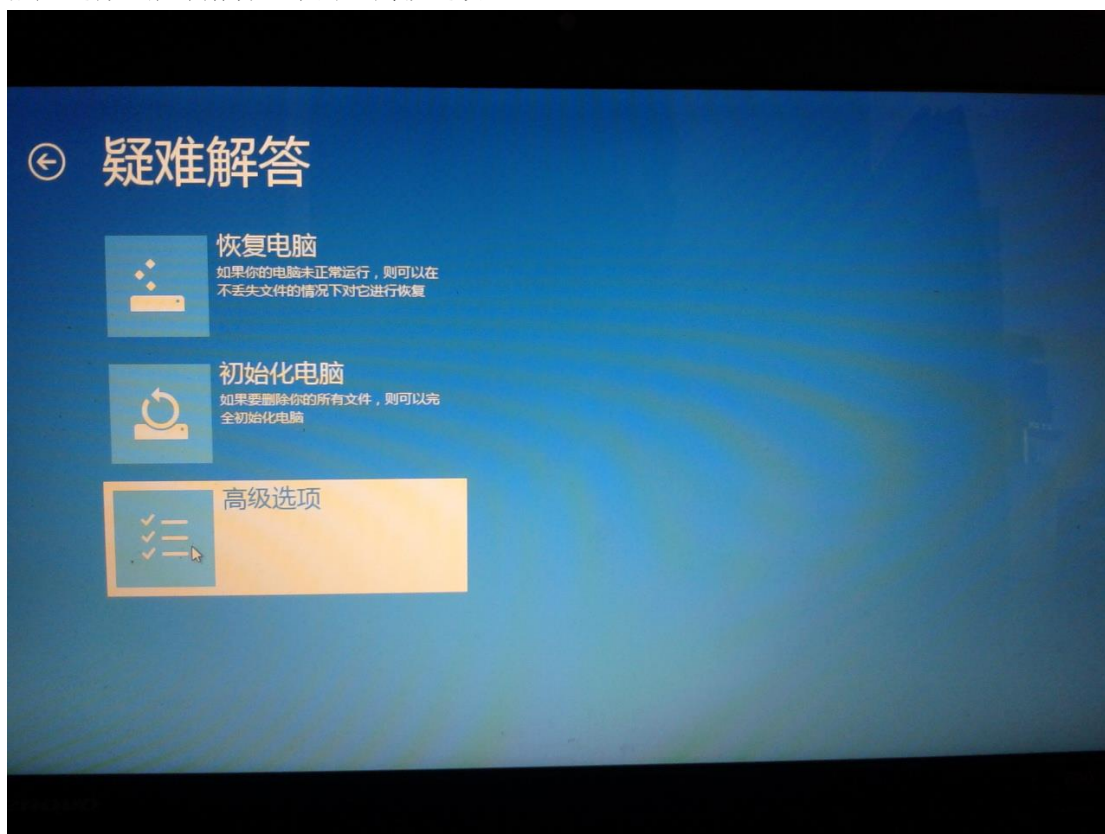 疑难解答
恢复电脑
如果你的电脑未正常运行，则可以在
不丢失文件的情况下对它进行恢复
初始化电脑
如果要删除你的所有文件，则可以完
全初始化电脑
高级选项